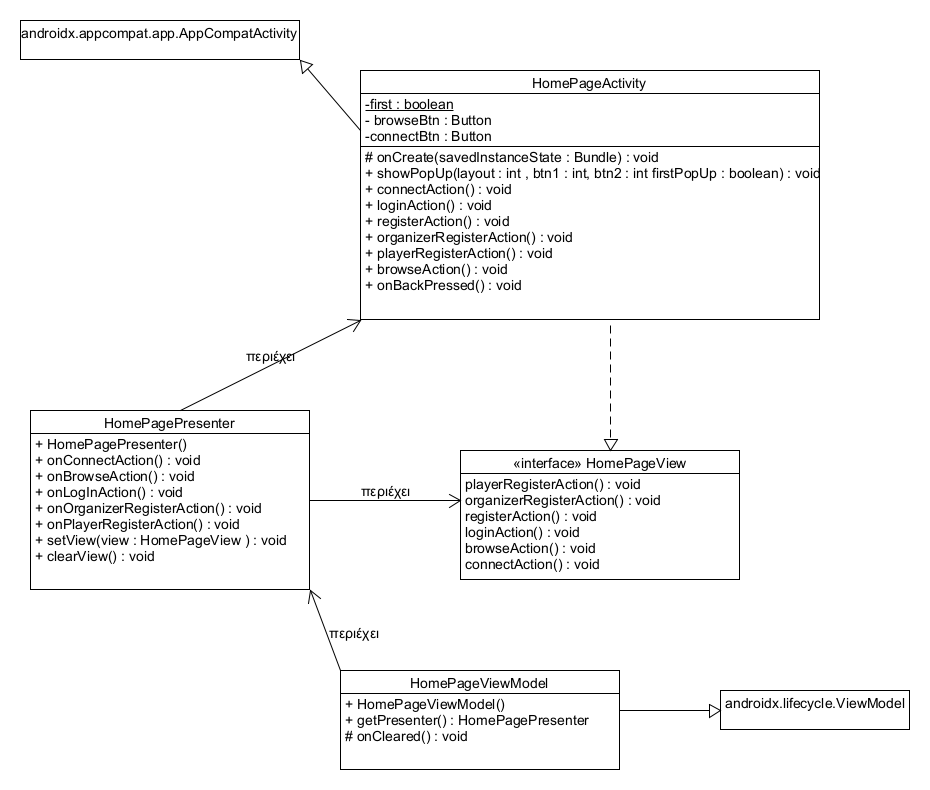 androidx.appcompat.app.AppCompatActivity
HomePageActivity
-first : boolean
- browseBtn : Button
-connectBtn : Button
# onCreate(savedInstanceState : Bundle) : void
+ showPopUp(layout : int , btn1 : int, btn2 : int firstPopUp : boolean) : void
+ connectAction() : void
+ loginAction() : void
+ registerAction() : void
+ organizerRegisterAction() : void
+ playerRegisterAction() : void
+ browseAction() : void
+ onBackPressed() : void
περιέχει
HomePagePresenter
+ HomePagePresenter()
+ onConnectAction() : void
+ onBrowseAction() : void
+ onLogInAction() : void
+ onOrganizerRegisterAction() : void
+ onPlayerRegisterAction() : void
+ setView(view : HomePageView ) : void
+ clearView() : void
περιέχει
«interface» HomePageView
playerRegisterAction() : void
organizerRegisterAction() : void
registerAction() : void
loginAction() : void
browseAction() : void
connectAction() : void
περιέχει
HomePageViewModel
+ HomePageViewModel()
+ getPresenter() : HomePagePresenter
# onCleared() : void
androidx.lifecycle.ViewModel